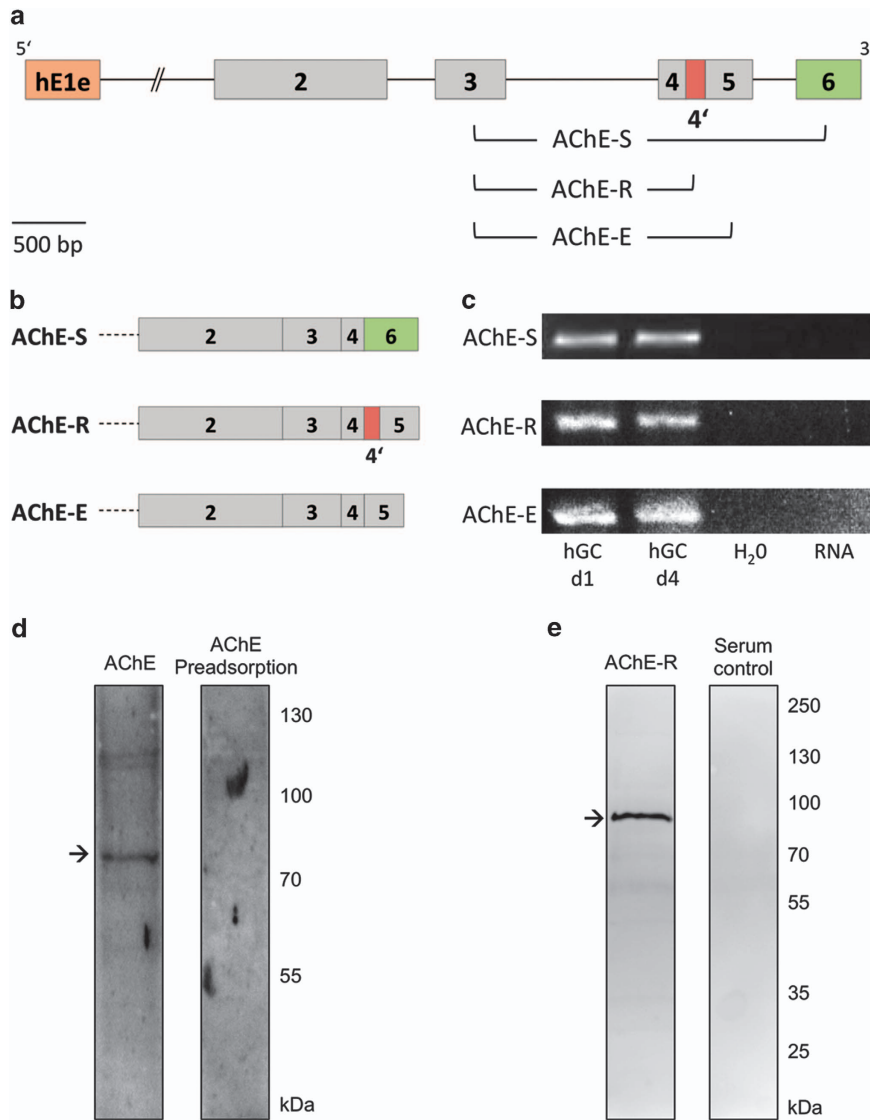 a
5‘ 3
hE1e 2 3 4 5 6
4‘
AChE-S
AChE-R
AChE-E
500 bp
b
AChE-S 2 3 4 6
AChE-R 2 3 4 5
4‘
AChE-E 2 3 4 5
c
AChE-S
AChE-R
AChE-E
hGC d1 hGC d4 H₂0 RNA
d
AChE
AChE Preadsorption
130
100
70
55
kDa
e
AChE-R
Serum control
250
130
100
70
55
35
25
kDa